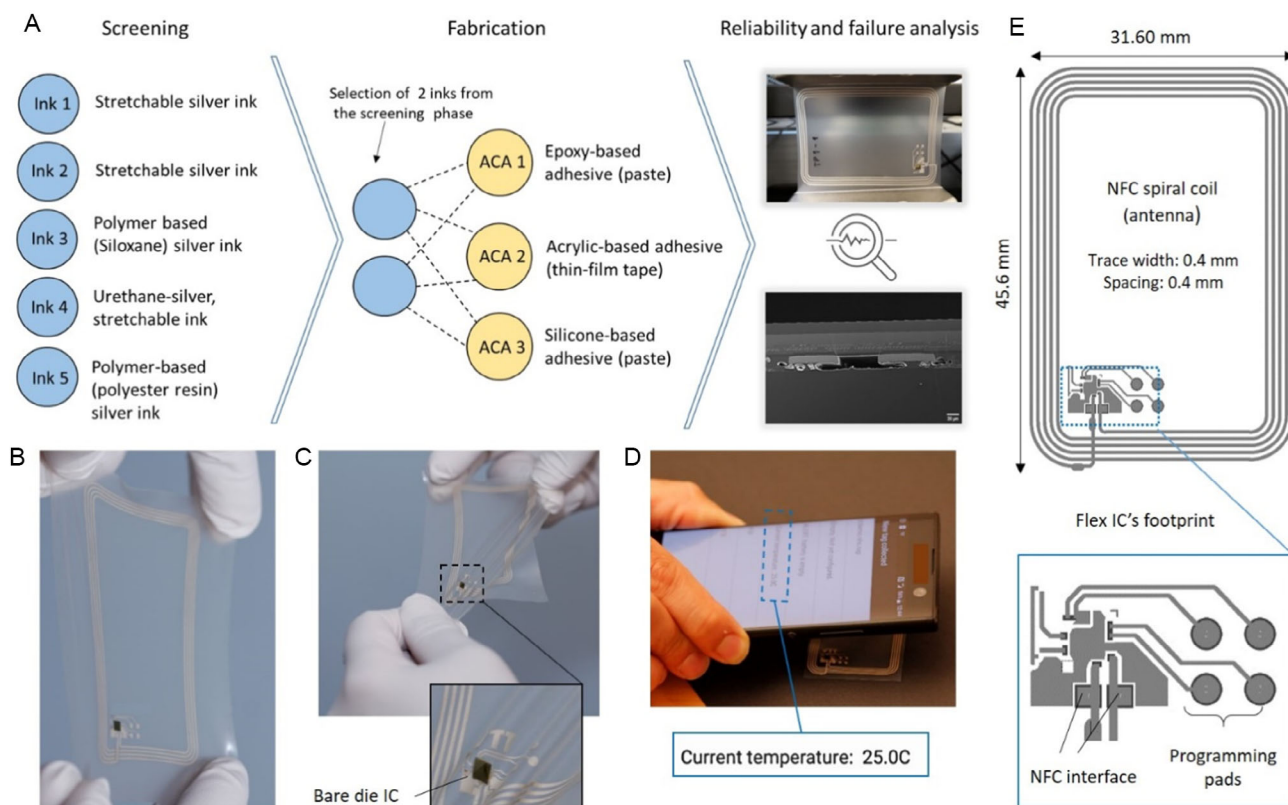 A
Screening
Ink 1
Stretchable silver ink
Ink 2
Stretchable silver ink
Ink 3
Polymer based
(Siloxane) silver ink
Ink 4
Urethane-silver,
stretchable ink
Ink 5
Polymer-based
(polyester resin)
silver ink
Fabrication
Selection of 2 inks from
the screening phase
ACA 1
Epoxy-based
adhesive (paste)
ACA 2
Acrylic-based adhesive
(thin-film tape)
ACA 3
Silicone-based
adhesive (paste)
Reliability and failure analysis
B
C
Bare die IC
D
Current temperature: 25.0C
E
31.60 mm
45.6 mm
NFC spiral coil
(antenna)
Trace width: 0.4 mm
Spacing: 0.4 mm
Flex IC's footprint
NFC interface
Programming
pads